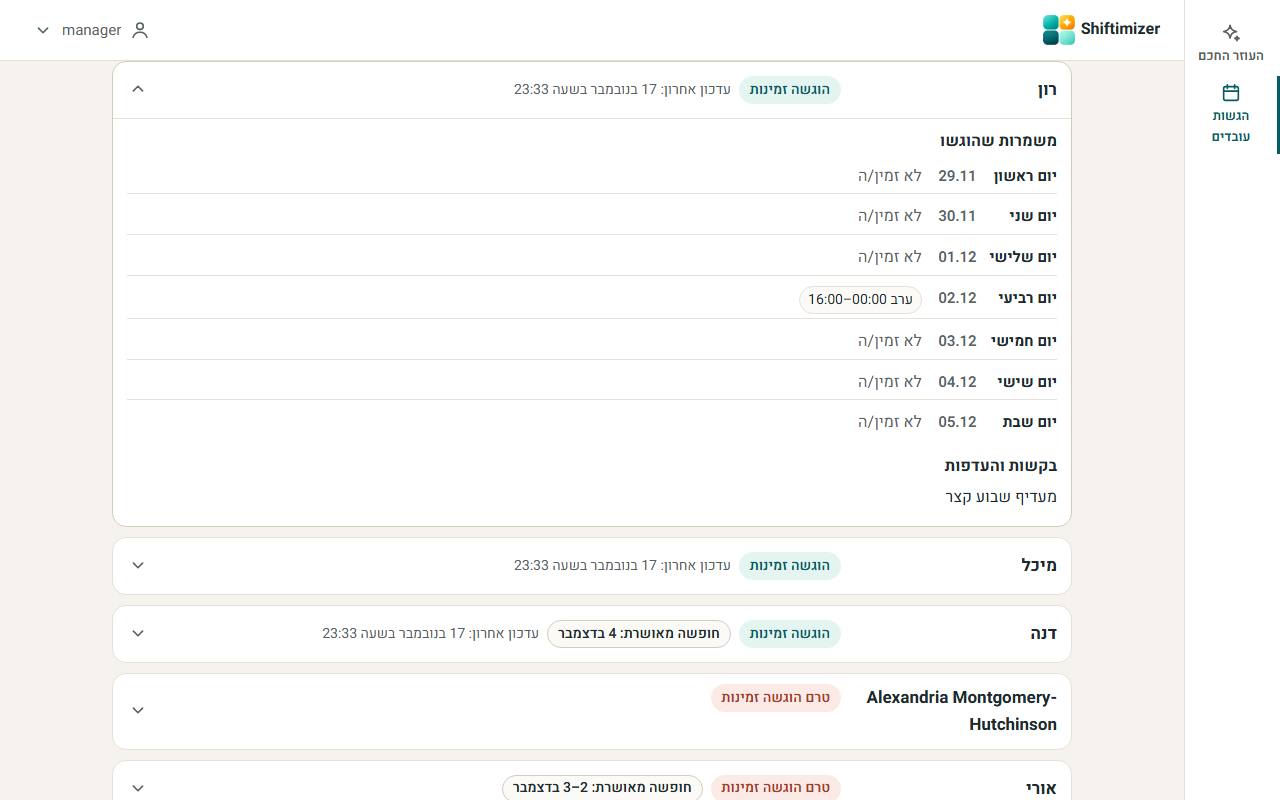 Shiftimizer
manager
העוזר החכם
הגשות
עובדים
רון הוגשה זמינות עדכון אחרון: 17 בנובמבר בשעה 23:33
משמרות שהוגשו
יום ראשון 29.11 לא זמין/ה
יום שני 30.11 לא זמין/ה
יום שלישי 01.12 לא זמין/ה
יום רביעי 02.12 ערב 16:00–00:00
יום חמישי 03.12 לא זמין/ה
יום שישי 04.12 לא זמין/ה
יום שבת 05.12 לא זמין/ה
בקשות והעדפות
מעדיף שבוע קצר
מיכל הוגשה זמינות עדכון אחרון: 17 בנובמבר בשעה 23:33
דנה הוגשה זמינות חופשה מאושרת: 4 בדצמבר עדכון אחרון: 17 בנובמבר בשעה 23:33
Alexandria Montgomery- טרם הוגשה זמינות
Hutchinson
אורי טרם הוגשה זמינות חופשה מאושרת: 2–3 בדצמבר